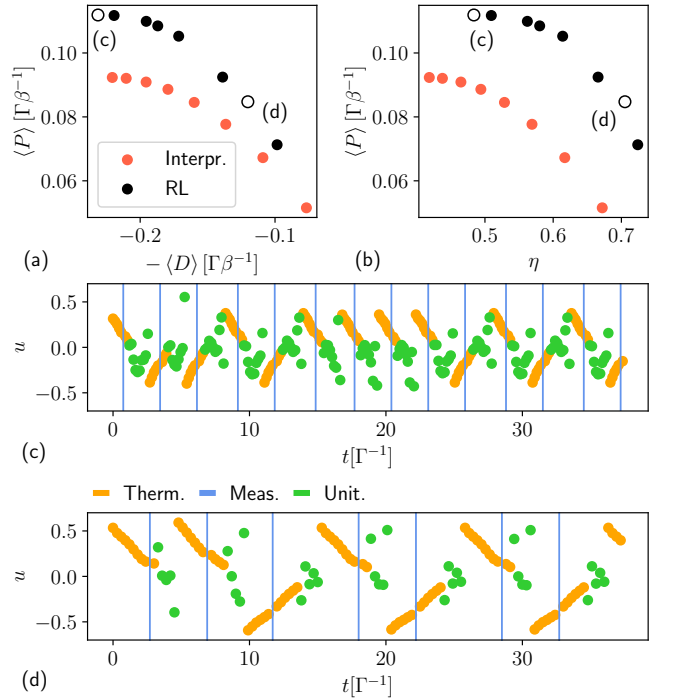 ⟨P⟩ [Γβ⁻¹]
0.10
0.08
0.06
(c)
(d)
Interpr.
RL
−0.2
−0.1
(a)
− ⟨D⟩ [Γβ⁻¹]
⟨P⟩ [Γβ⁻¹]
0.10
0.08
0.06
(c)
(d)
0.5
0.6
0.7
(b)
η
u
0.5
0.0
−0.5
0
10
20
30
(c)
t[Γ⁻¹]
Therm.
Meas.
Unit.
u
0.5
0.0
−0.5
0
10
20
30
(d)
t[Γ⁻¹]